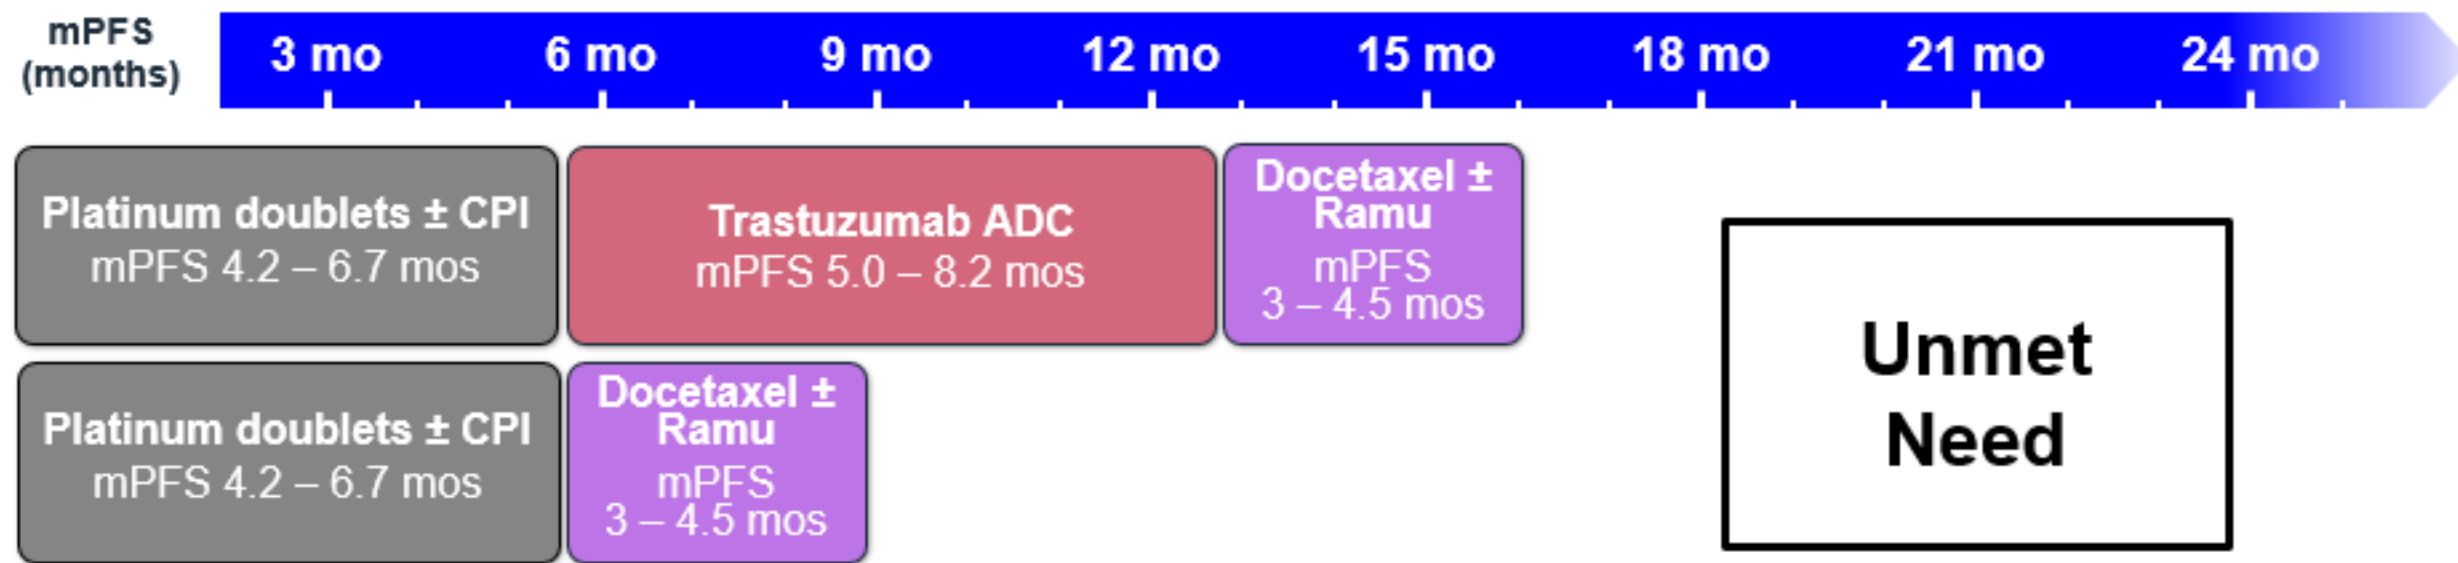 mPFS
(months)
3 mo 6 mo 9 mo 12 mo 15 mo 18 mo 21 mo 24 mo
Platinum doublets ± CPI
mPFS 4.2 – 6.7 mos
Trastuzumab ADC
mPFS 5.0 – 8.2 mos
Docetaxel ±
Ramu
mPFS
3 – 4.5 mos
Platinum doublets ± CPI
mPFS 4.2 – 6.7 mos
Docetaxel ±
Ramu
mPFS
3 – 4.5 mos
Unmet
Need